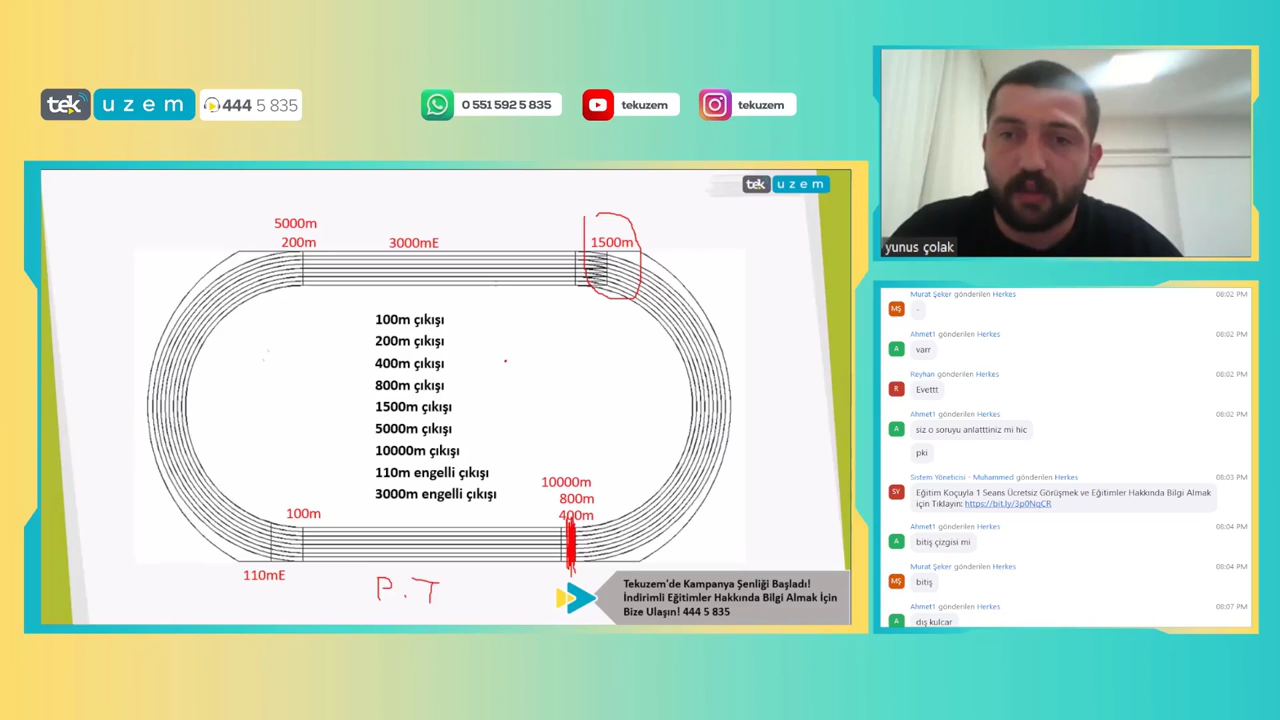 tek uzem 444 5 835
0 551 592 5 835
tekuzem
tekuzem
tek uzem
5000m
200m
3000mE
1500m
100m çıkışı
200m çıkışı
400m çıkışı
800m çıkışı
1500m çıkışı
5000m çıkışı
10000m çıkışı
110m engelli çıkışı
3000m engelli çıkışı
10000m
800m
400m
100m
110mE
P.T
Tekuzem'de Kampanya Şenliği Başladı!
İndirimli Eğitimler Hakkında Bilgi Almak İçin
Bize Ulaşın! 444 5 835
yunus çolak
Murat Şeker gönderilen Herkes 08:02 PM
MŞ
-
Ahmet1 gönderilen Herkes 08:02 PM
A
varr
Reyhan gönderilen Herkes 08:02 PM
R
Evettt
Ahmet1 gönderilen Herkes 08:02 PM
A
siz o soruyu anlatttiniz mi hic
pki
Sistem Yöneticisi - Muhammed gönderilen Herkes 08:03 PM
SY
Eğitim Koçuyla 1 Seans Ücretsiz Görüşmek ve Eğitimler Hakkında Bilgi Almak
için Tıklayın: https://bit.ly/3p0NqCR
Ahmet1 gönderilen Herkes 08:04 PM
A
bitiş çizgisi mi
Murat Şeker gönderilen Herkes 08:04 PM
MŞ
bitiş
Ahmet1 gönderilen Herkes 08:07 PM
A
dış kulcar